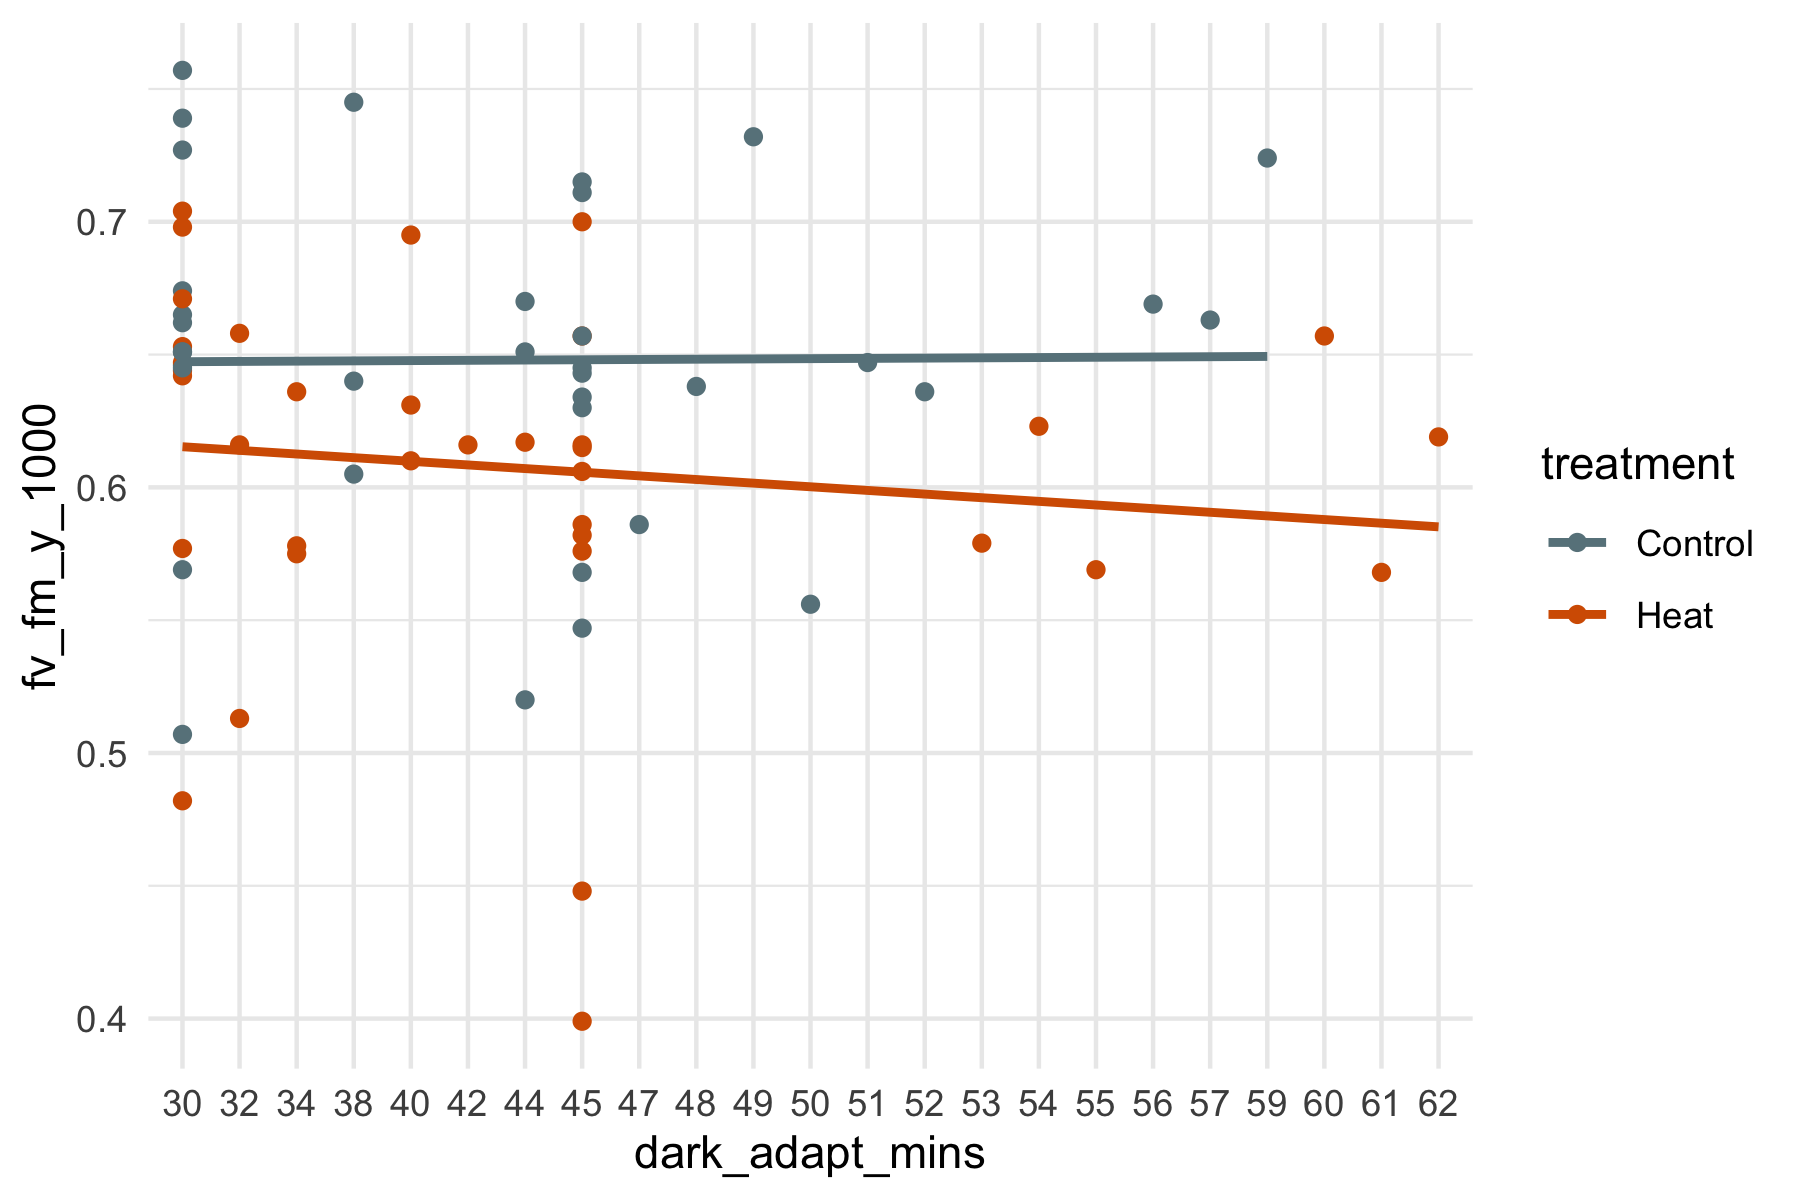 fv_fm_y_1000
0.7
0.6
0.5
0.4
30 32 34 38 40 42 44 45 47 48 49 50 51 52 53 54 55 56 57 59 60 61 62
dark_adapt_mins
treatment
Control
Heat